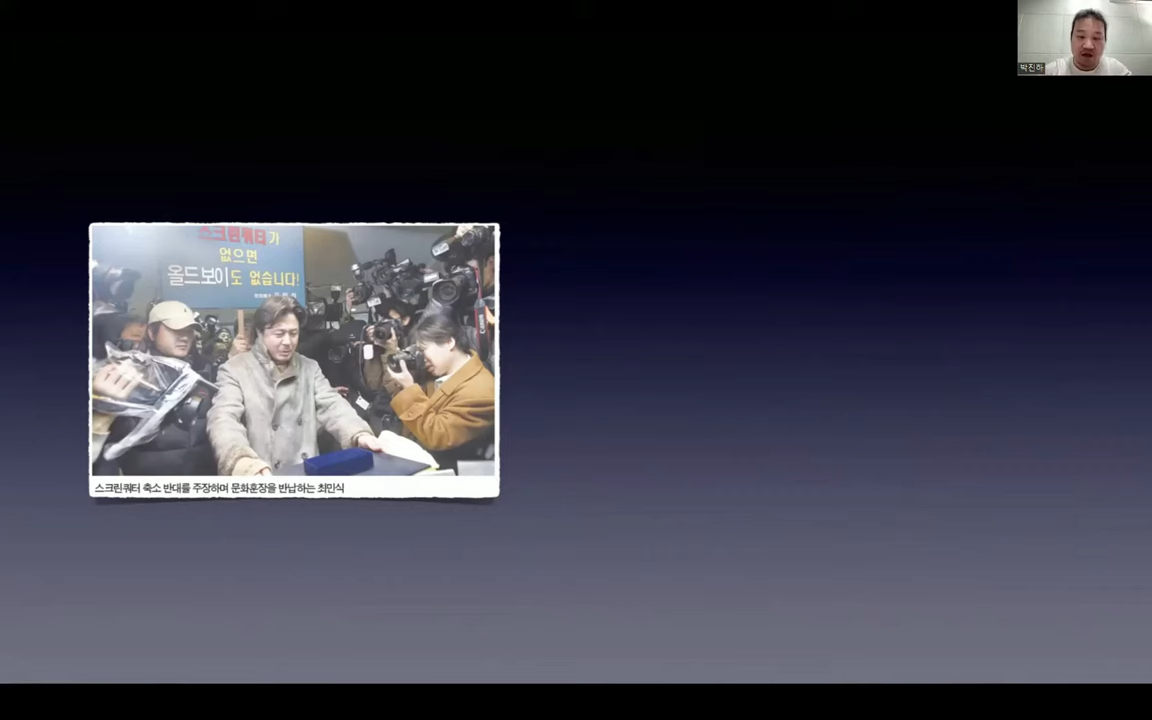 박진하
스크린쿼터가
없으면
올드보이도 없습니다!
스크린쿼터 축소 반대를 주장하며 문화훈장을 반납하는 최민식